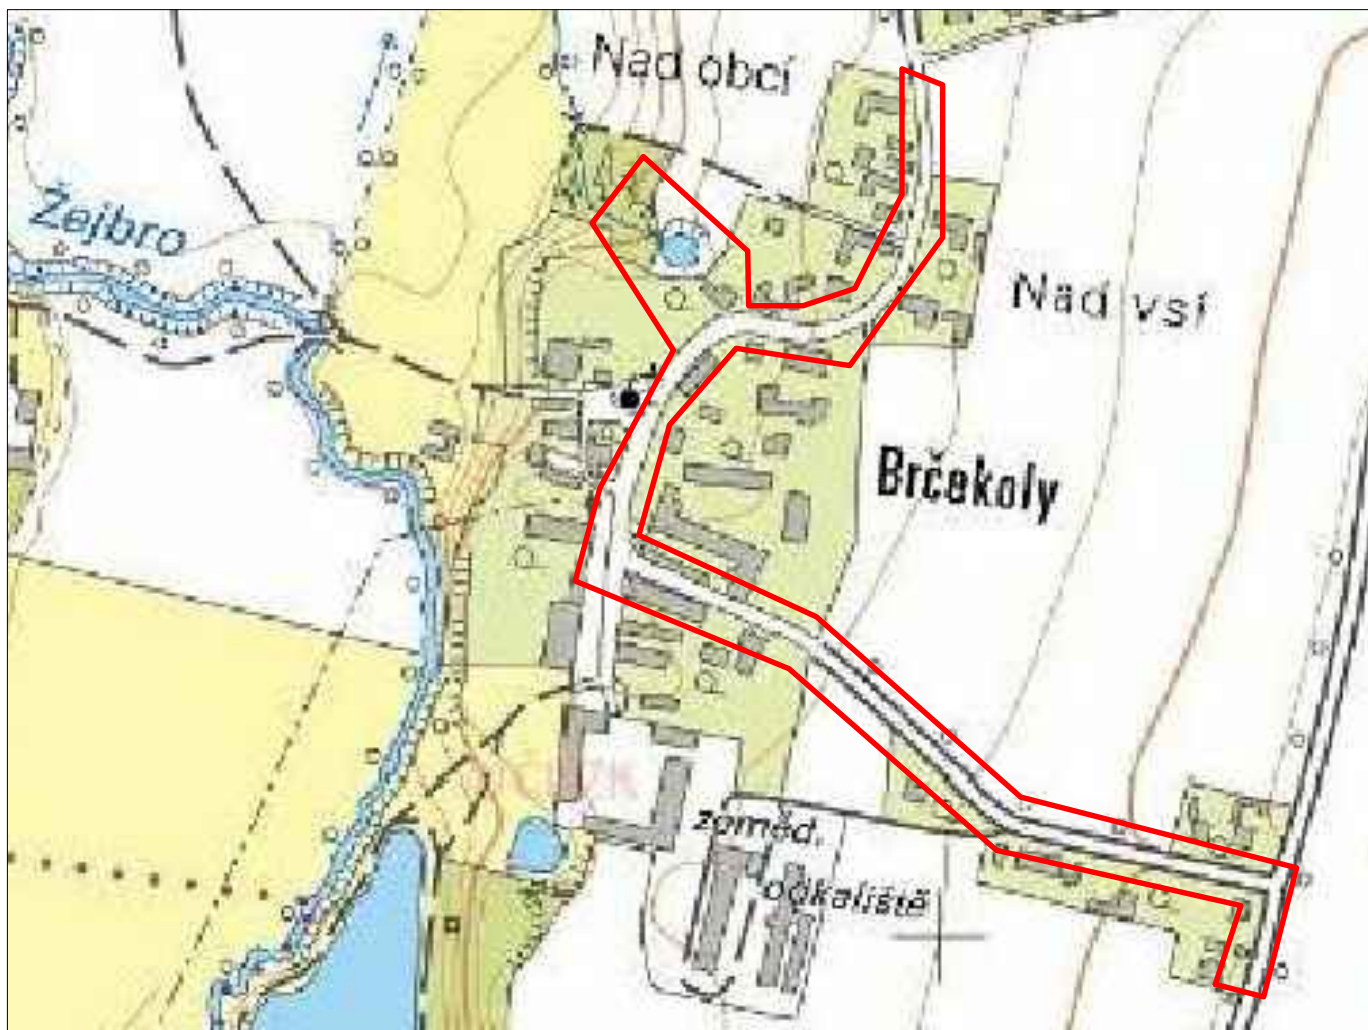 Nad obcí
Žejbro
Nad vsí
Brčekoly
zeměd.
odkaliště